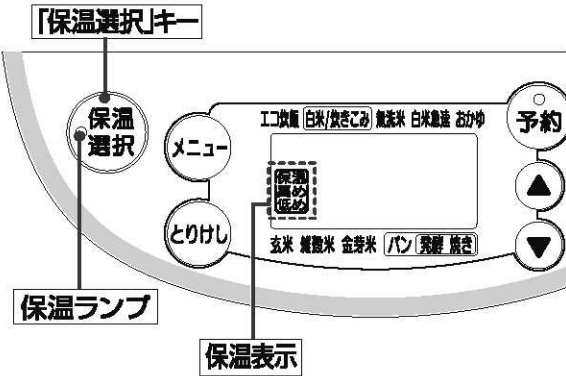 「保温選択」キー
保温
選択
メニュー
とりけし
エコ炊飯 白米/炊きこみ 無洗米 白米急速 おかゆ
保温
高め
低め
玄米 雑穀米 金芽米 パン 発酵 焼き
予約
▲
▼
保温ランプ
保温表示